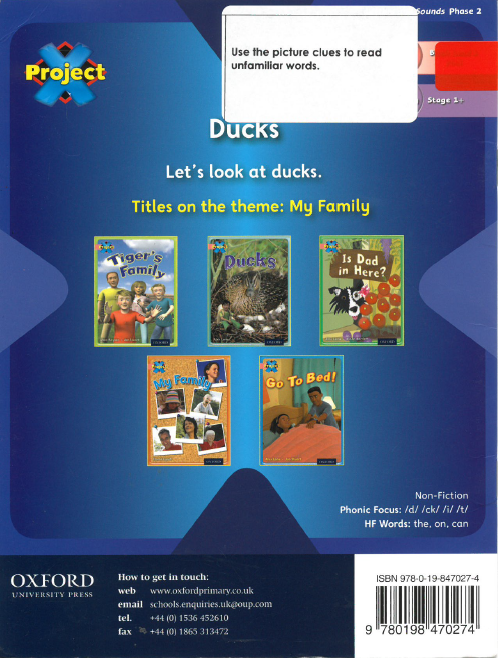 Sounds Phase 2
Use the picture clues to read
unfamiliar words.
Stage 1+
Project X
Ducks
Let's look at ducks.
Titles on the theme: My Family
Tiger's
Family
Ducks
Is Dad
in Here?
My Family
Go To Bed!
Non-Fiction
Phonic Focus: /d/ /ck/ /i/ /t/
HF Words: the, on, can
OXFORD
UNIVERSITY PRESS
How to get in touch:
web www.oxfordprimary.co.uk
email schools.enquiries.uk@oup.com
tel. +44 (0) 1536 452610
fax +44 (0) 1865 313472
ISBN 978-0-19-847027-4
9 780198 470274